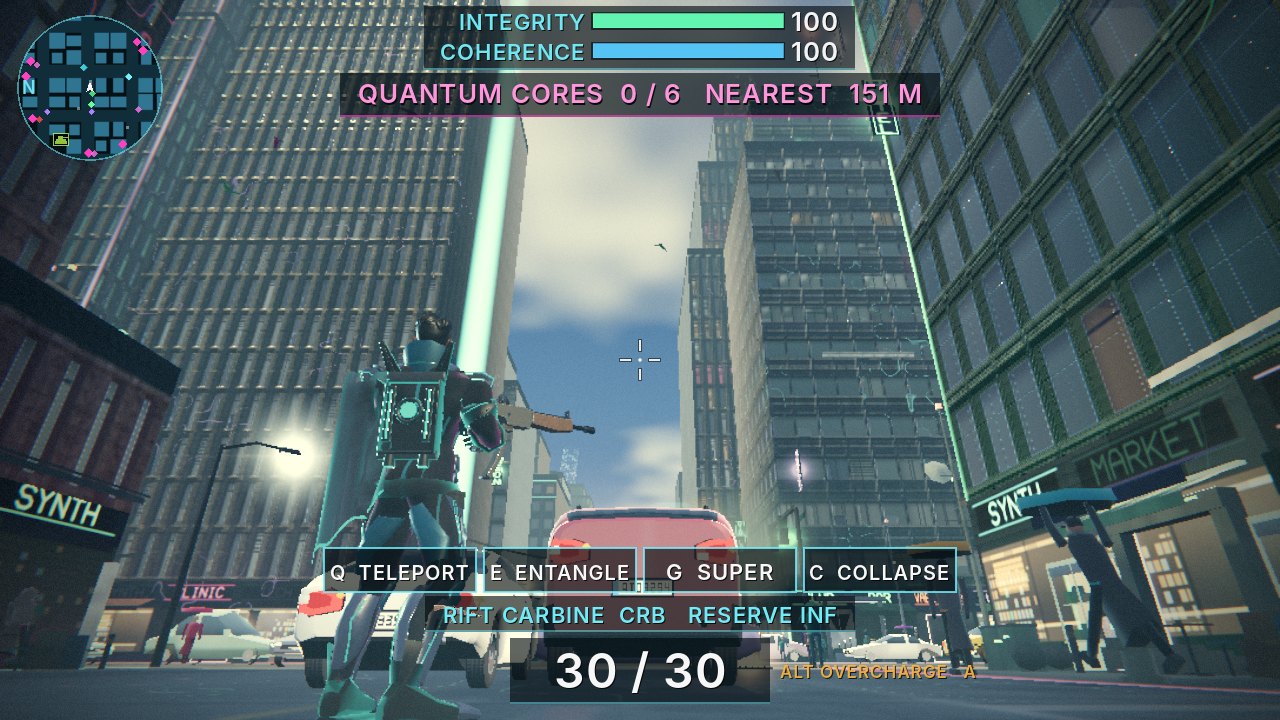 INTEGRITY 100
COHERENCE 100
QUANTUM CORES 0 / 6 NEAREST 151 M
N
E
MARKET
SYNTH
SYNTH
LINIC
Q TELEPORT
E ENTANGLE
G SUPER
C COLLAPSE
RIFT CARBINE CRB RESERVE INF
30 / 30
ALT OVERCHARGE A